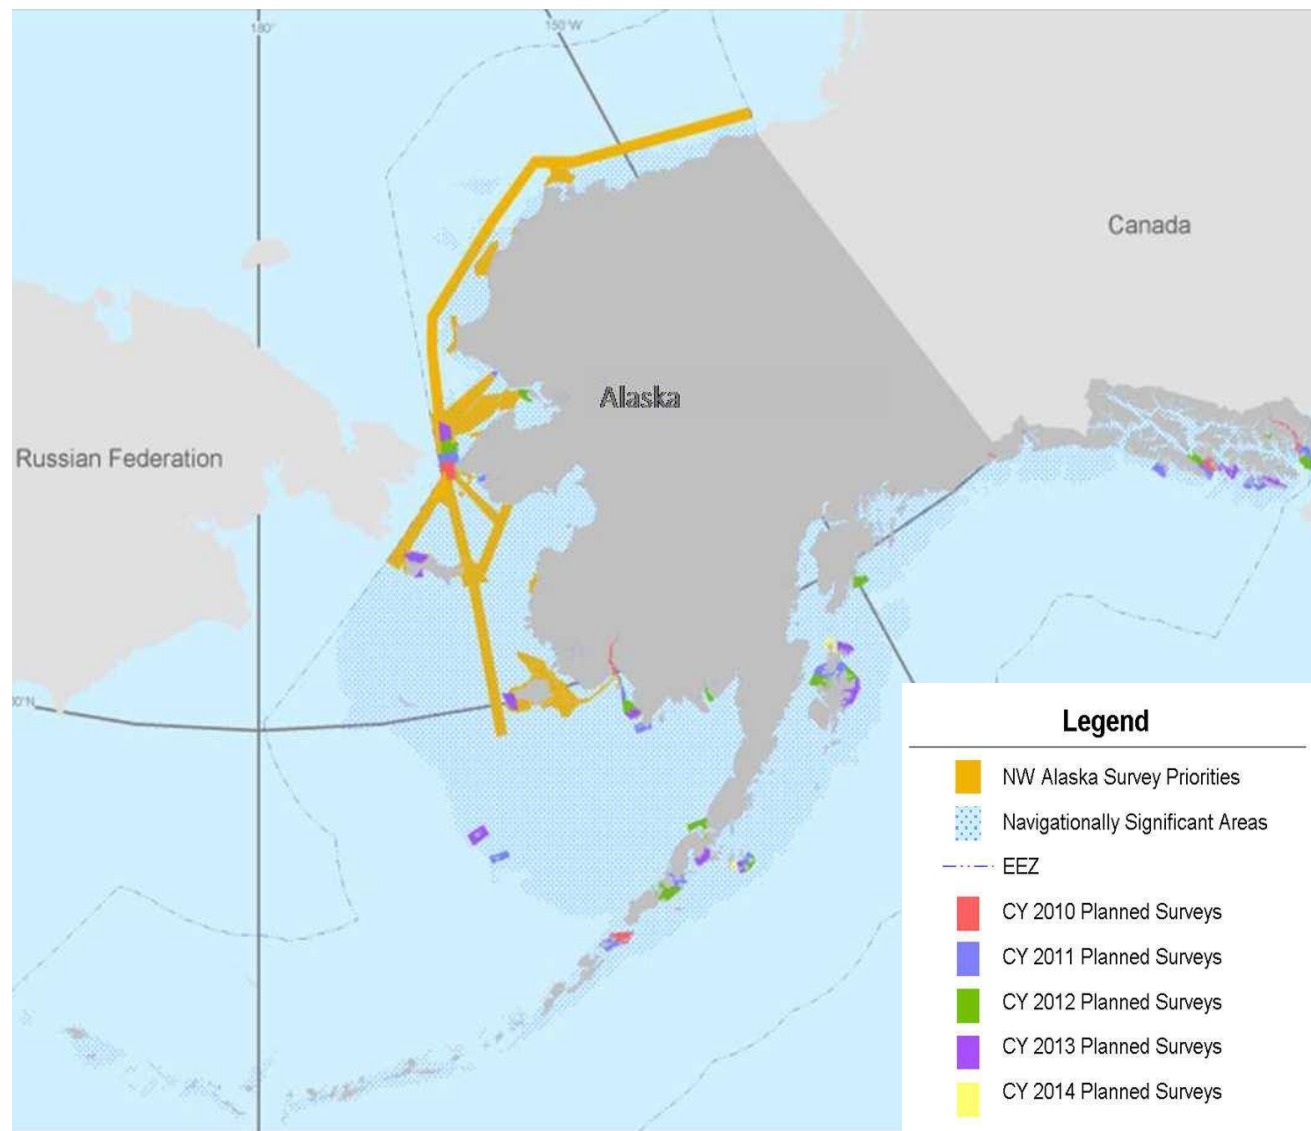 180°
150°W
Canada
Alaska
Russian Federation
0°N
Legend
NW Alaska Survey Priorities
Navigationally Significant Areas
EEZ
CY 2010 Planned Surveys
CY 2011 Planned Surveys
CY 2012 Planned Surveys
CY 2013 Planned Surveys
CY 2014 Planned Surveys